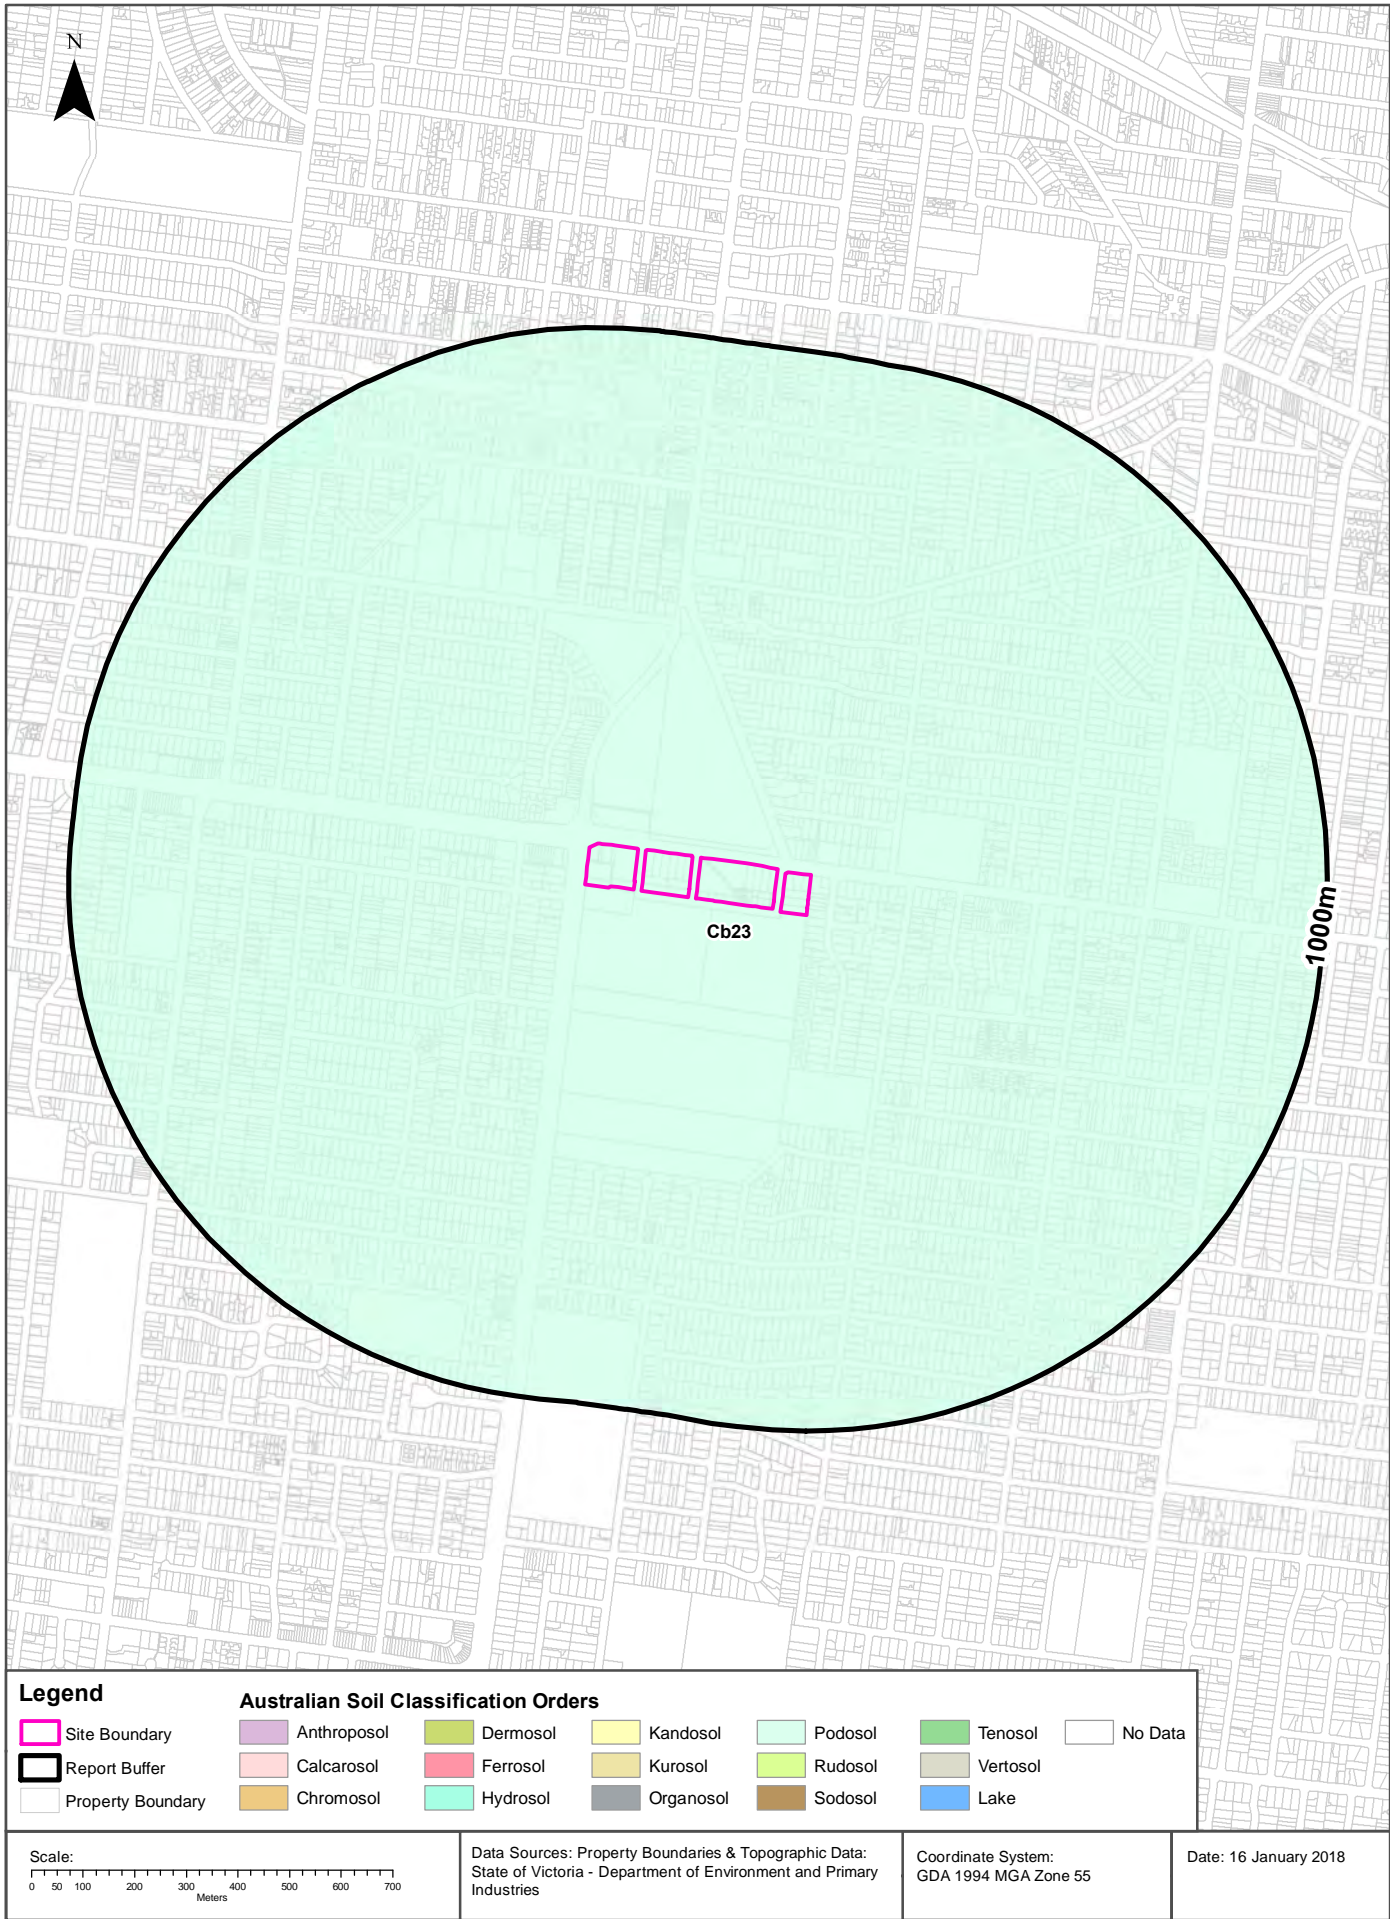 N
Cb23
1000m
Legend
Site Boundary
Report Buffer
Property Boundary
Australian Soil Classification Orders
Anthroposol
Calcarosol
Chromosol
Dermosol
Ferrosol
Hydrosol
Kandosol
Kurosol
Organosol
Podosol
Rudosol
Sodosol
Tenosol
Vertosol
Lake
No Data
Scale:
0 50 100 200 300 400 500 600 700
Meters
Data Sources: Property Boundaries & Topographic Data:
State of Victoria - Department of Environment and Primary
Industries
Coordinate System:
GDA 1994 MGA Zone 55
Date: 16 January 2018